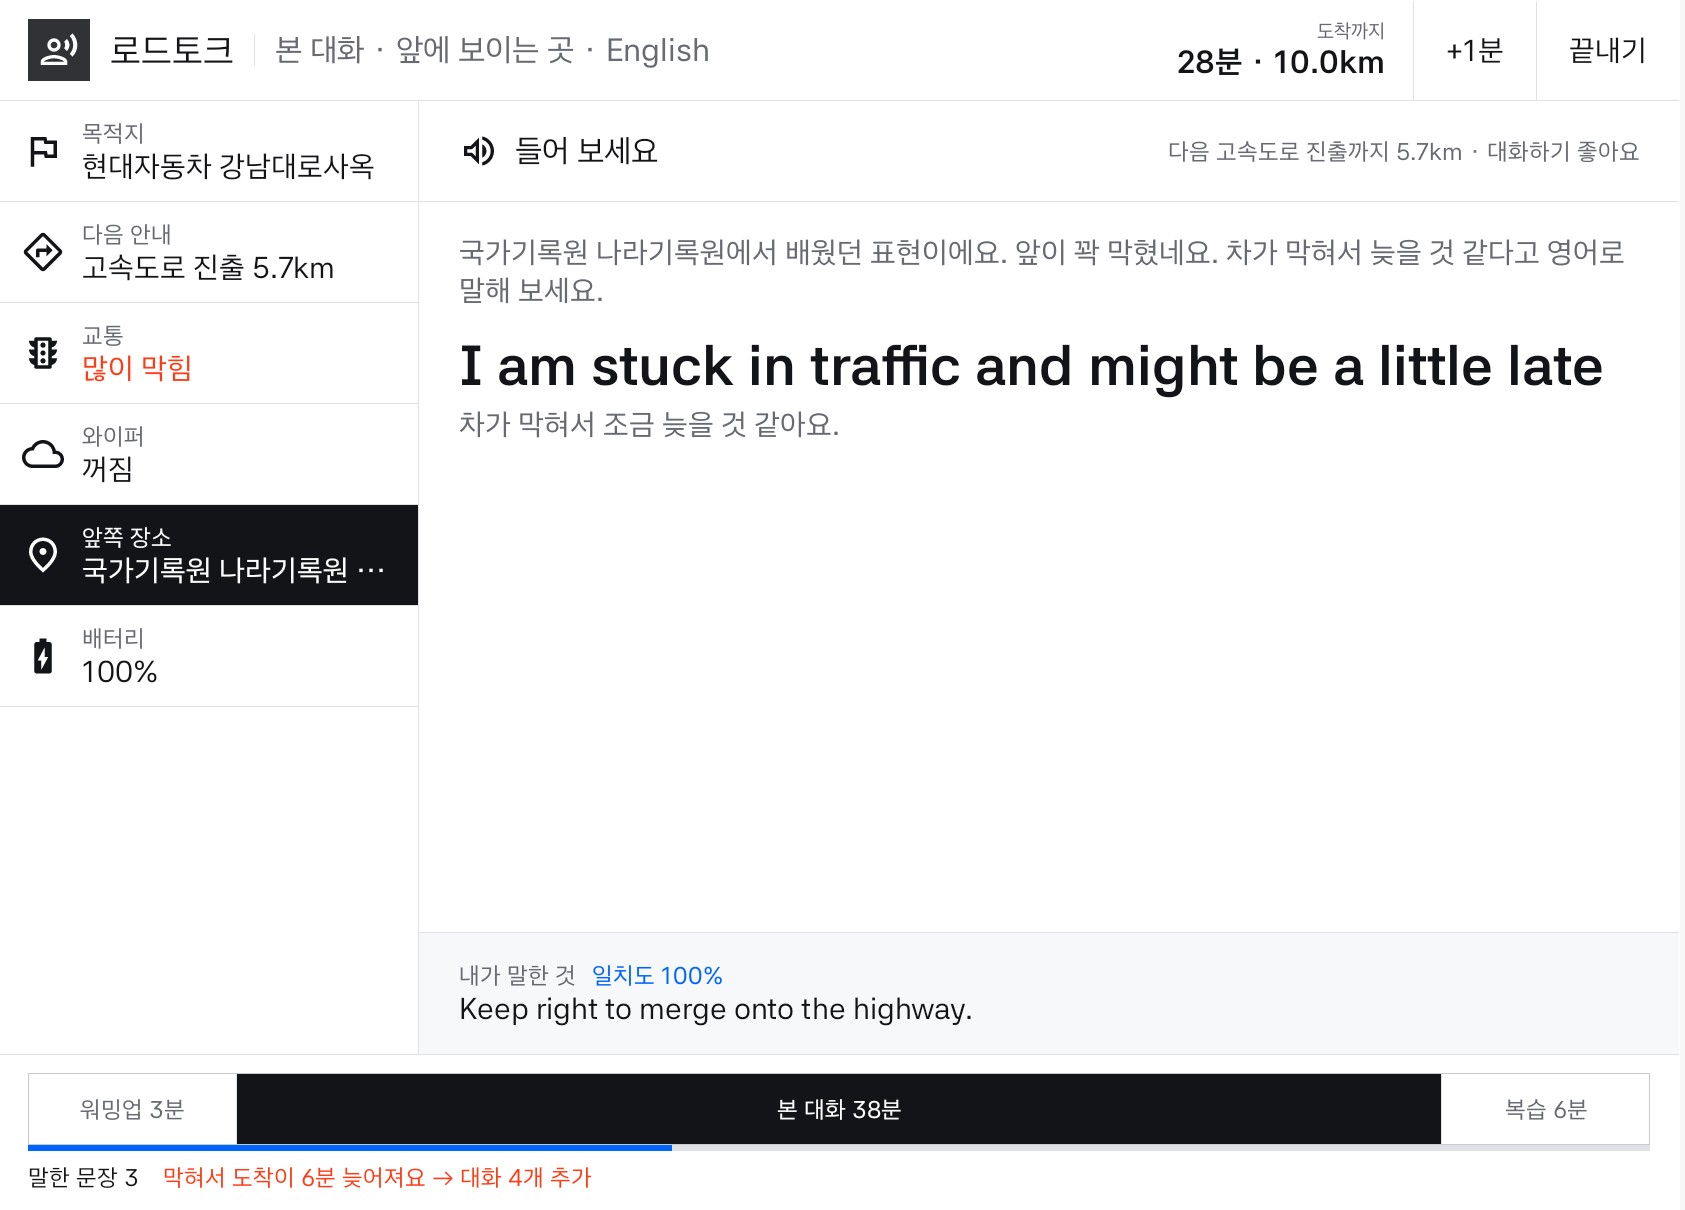 로드토크
본 대화 · 앞에 보이는 곳 · English
도착까지
28분 · 10.0km
+1분
끝내기
목적지
현대자동차 강남대로사옥
다음 안내
고속도로 진출 5.7km
교통
많이 막힘
와이퍼
꺼짐
앞쪽 장소
국가기록원 나라기록원 ···
배터리
100%
들어 보세요
다음 고속도로 진출까지 5.7km · 대화하기 좋아요
국가기록원 나라기록원에서 배웠던 표현이에요. 앞이 꽉 막혔네요. 차가 막혀서 늦을 것 같다고 영어로
말해 보세요.
I am stuck in traffic and might be a little late
차가 막혀서 조금 늦을 것 같아요.
내가 말한 것 일치도 100%
Keep right to merge onto the highway.
워밍업 3분
본 대화 38분
복습 6분
말한 문장 3 막혀서 도착이 6분 늦어져요 → 대화 4개 추가